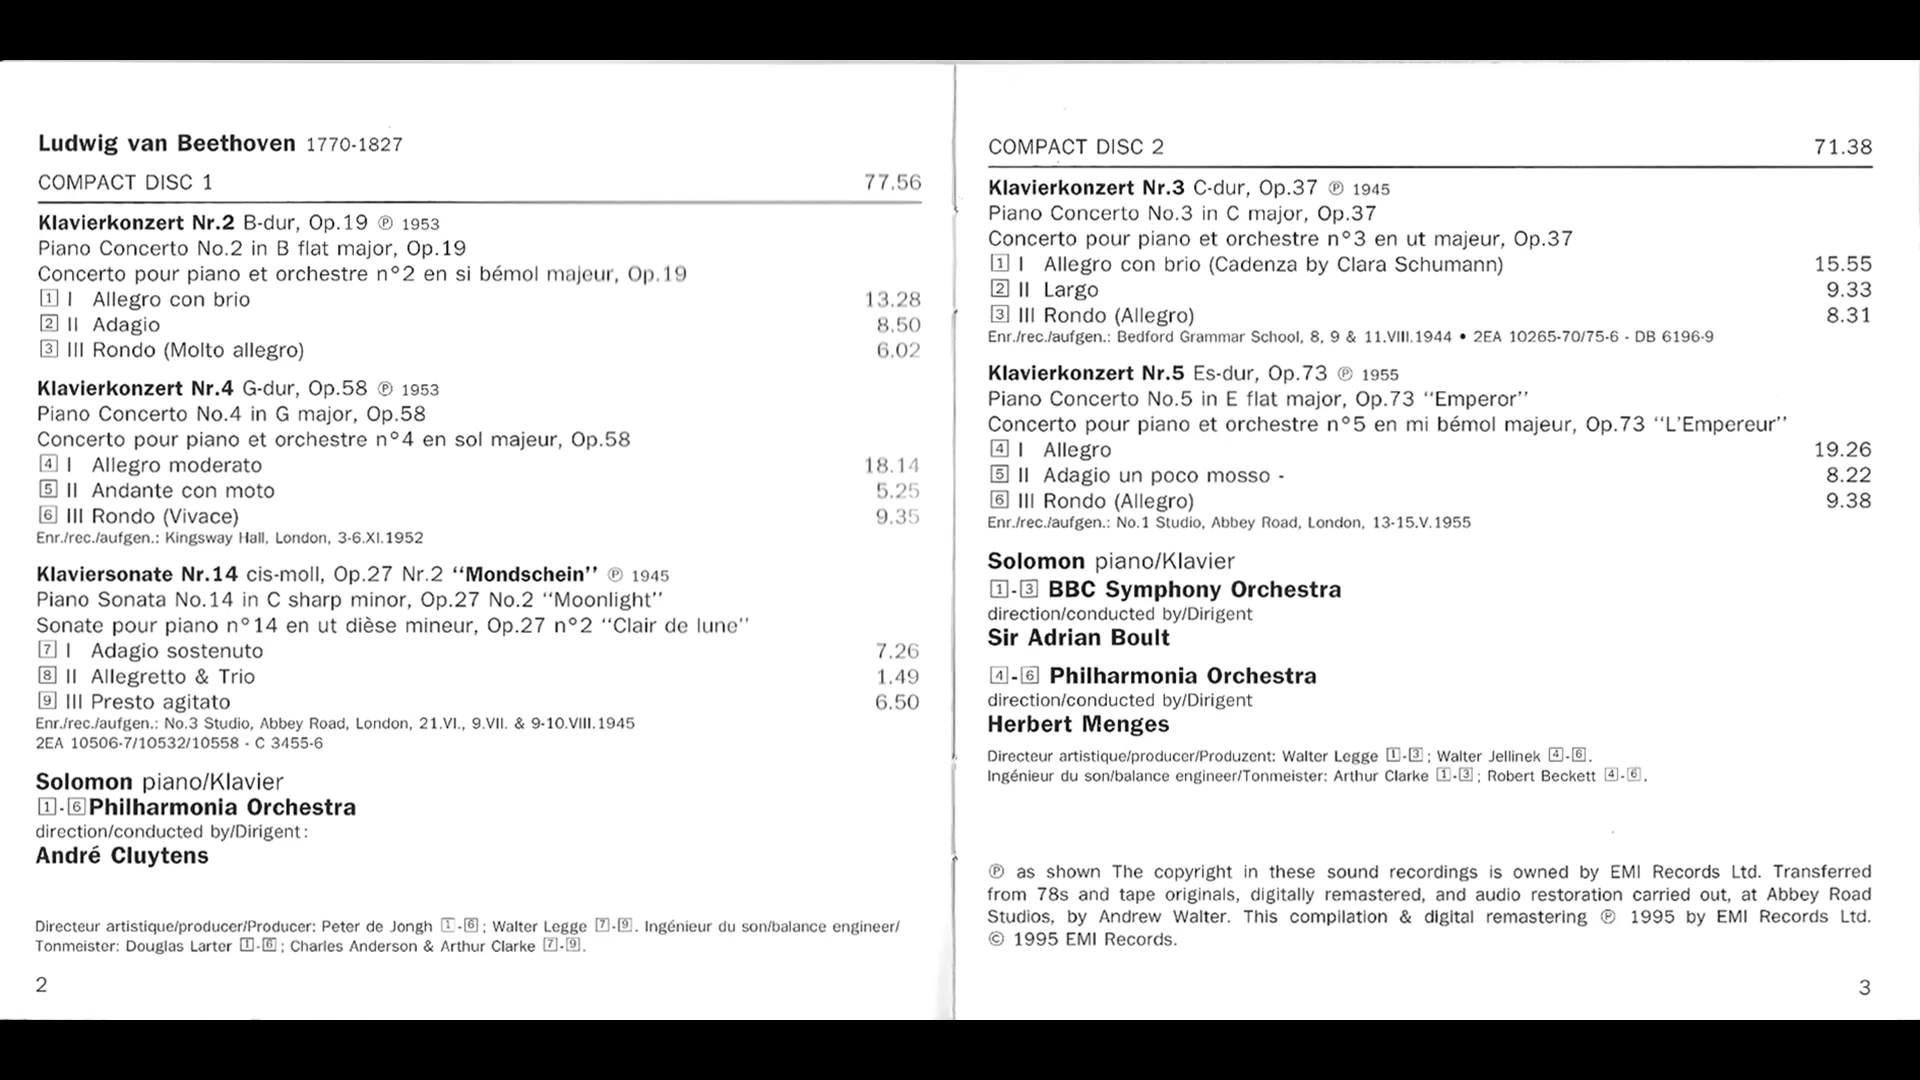 Ludwig van Beethoven 1770-1827
COMPACT DISC 1 77.56
Klavierkonzert Nr.2 B-dur, Op.19 ℗ 1953
Piano Concerto No.2 in B flat major, Op.19
Concerto pour piano et orchestre n°2 en si bémol majeur, Op.19
1 I Allegro con brio 13.28
2 II Adagio 8.50
3 III Rondo (Molto allegro) 6.02
Klavierkonzert Nr.4 G-dur, Op.58 ℗ 1953
Piano Concerto No.4 in G major, Op.58
Concerto pour piano et orchestre n°4 en sol majeur, Op.58
4 I Allegro moderato 18.14
5 II Andante con moto 5.25
6 III Rondo (Vivace) 9.35
Enr./rec./aufgen.: Kingsway Hall, London, 3-6.XI.1952
Klaviersonate Nr.14 cis-moll, Op.27 Nr.2 "Mondschein" ℗ 1945
Piano Sonata No.14 in C sharp minor, Op.27 No.2 "Moonlight"
Sonate pour piano n°14 en ut dièse mineur, Op.27 n°2 "Clair de lune"
7 I Adagio sostenuto 7.26
8 II Allegretto & Trio 1.49
9 III Presto agitato 6.50
Enr./rec./aufgen.: No.3 Studio, Abbey Road, London, 21.VI., 9.VII. & 9-10.VIII.1945
2EA 10506-7/10532/10558 - C 3455-6
Solomon piano/Klavier
1-6 Philharmonia Orchestra
direction/conducted by/Dirigent:
André Cluytens
Directeur artistique/producer/Producer: Peter de Jongh 1-6; Walter Legge 7-9. Ingénieur du son/balance engineer/
Tonmeister: Douglas Larter 1-6; Charles Anderson & Arthur Clarke 7-9.
2
COMPACT DISC 2 71.38
Klavierkonzert Nr.3 C-dur, Op.37 ℗ 1945
Piano Concerto No.3 in C major, Op.37
Concerto pour piano et orchestre n°3 en ut majeur, Op.37
1 I Allegro con brio (Cadenza by Clara Schumann) 15.55
2 II Largo 9.33
3 III Rondo (Allegro) 8.31
Enr./rec./aufgen.: Bedford Grammar School, 8, 9 & 11.VIII.1944 • 2EA 10265-70/75-6 - DB 6196-9
Klavierkonzert Nr.5 Es-dur, Op.73 ℗ 1955
Piano Concerto No.5 in E flat major, Op.73 "Emperor"
Concerto pour piano et orchestre n°5 en mi bémol majeur, Op.73 "L'Empereur"
4 I Allegro 19.26
5 II Adagio un poco mosso - 8.22
6 III Rondo (Allegro) 9.38
Enr./rec./aufgen.: No.1 Studio, Abbey Road, London, 13-15.V.1955
Solomon piano/Klavier
1-3 BBC Symphony Orchestra
direction/conducted by/Dirigent
Sir Adrian Boult
4-6 Philharmonia Orchestra
direction/conducted by/Dirigent
Herbert Menges
Directeur artistique/producer/Produzent: Walter Legge 1-3; Walter Jellinek 4-6.
Ingénieur du son/balance engineer/Tonmeister: Arthur Clarke 1-3; Robert Beckett 4-6.
℗ as shown The copyright in these sound recordings is owned by EMI Records Ltd. Transferred
from 78s and tape originals, digitally remastered, and audio restoration carried out, at Abbey Road
Studios, by Andrew Walter. This compilation & digital remastering ℗ 1995 by EMI Records Ltd.
© 1995 EMI Records.
3